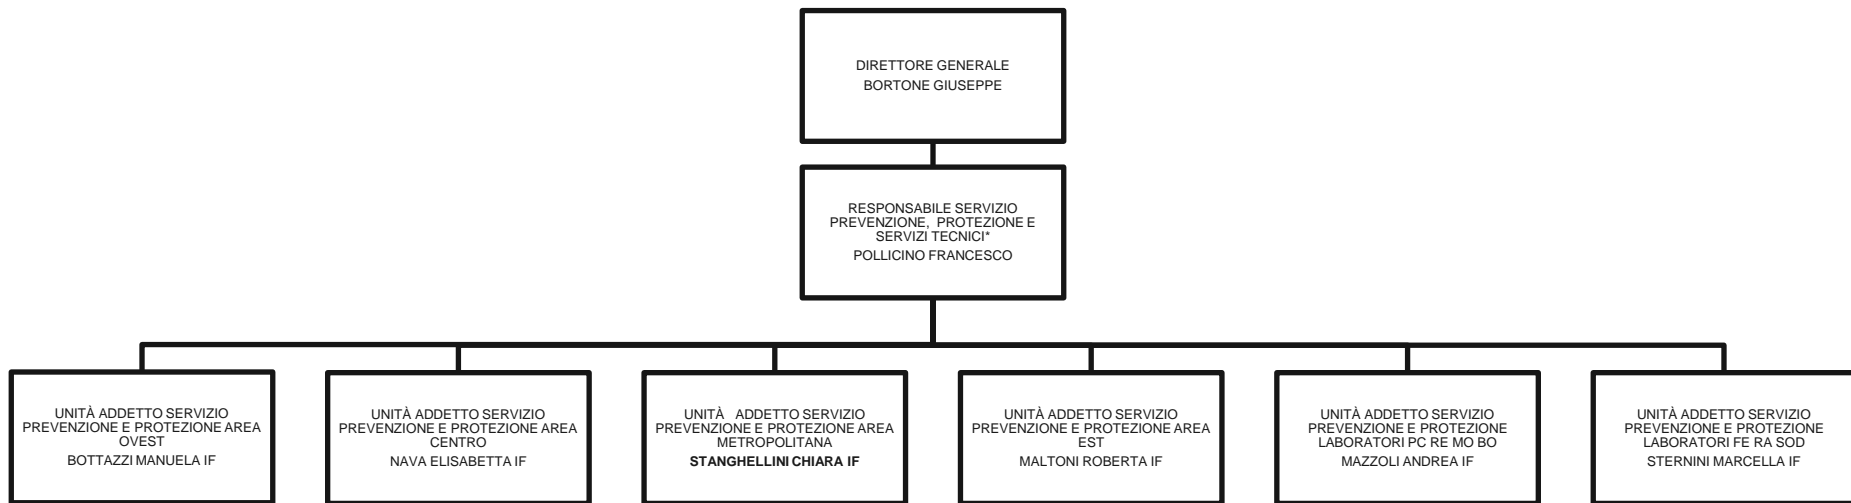 DIRETTORE GENERALE
BORTONE GIUSEPPE
RESPONSABILE SERVIZIO
PREVENZIONE, PROTEZIONE E
SERVIZI TECNICI*
POLLICINO FRANCESCO
UNITÀ ADDETTO SERVIZIO
PREVENZIONE E PROTEZIONE AREA
OVEST
BOTTAZZI MANUELA IF
UNITÀ ADDETTO SERVIZIO
PREVENZIONE E PROTEZIONE AREA
CENTRO
NAVA ELISABETTA IF
UNITÀ ADDETTO SERVIZIO
PREVENZIONE E PROTEZIONE AREA
METROPOLITANA
STANGHELLINI CHIARA IF
UNITÀ ADDETTO SERVIZIO
PREVENZIONE E PROTEZIONE AREA
EST
MALTONI ROBERTA IF
UNITÀ ADDETTO SERVIZIO
PREVENZIONE E PROTEZIONE
LABORATORI PC RE MO BO
MAZZOLI ANDREA IF
UNITÀ ADDETTO SERVIZIO
PREVENZIONE E PROTEZIONE
LABORATORI FE RA SOD
STERNINI MARCELLA IF